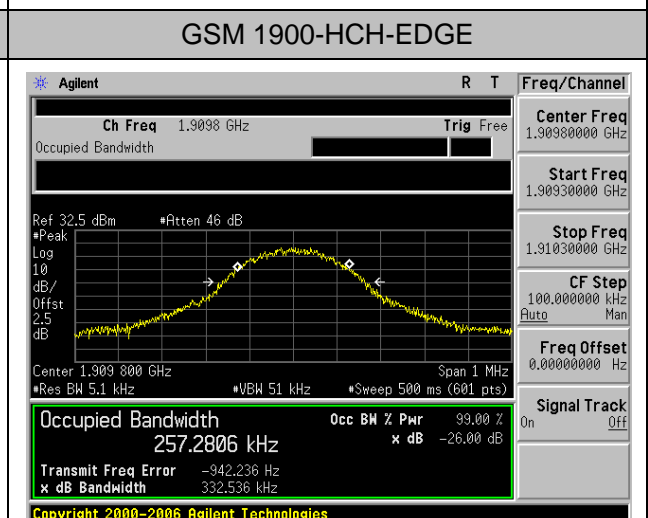 GSM 1900-HCH-EDGE
Agilent R T Freq/Channel
Ch Freq 1.9098 GHz Trig Free
Occupied Bandwidth
Center Freq
1.90980000 GHz
Start Freq
1.90930000 GHz
Stop Freq
1.91030000 GHz
CF Step
100.000000 kHz
Auto Man
Freq Offset
0.00000000 Hz
Signal Track
On Off
Ref 32.5 dBm #Atten 46 dB
#Peak
Log
10
dB/
Offst
2.5
dB
Center 1.909 800 GHz Span 1 MHz
#Res BW 5.1 kHz #VBW 51 kHz #Sweep 500 ms (601 pts)
Occupied Bandwidth Occ BW % Pwr 99.00 %
257.2806 kHz x dB -26.00 dB
Transmit Freq Error -942.236 Hz
x dB Bandwidth 332.536 kHz
Copyright 2000-2006 Agilent Technologies